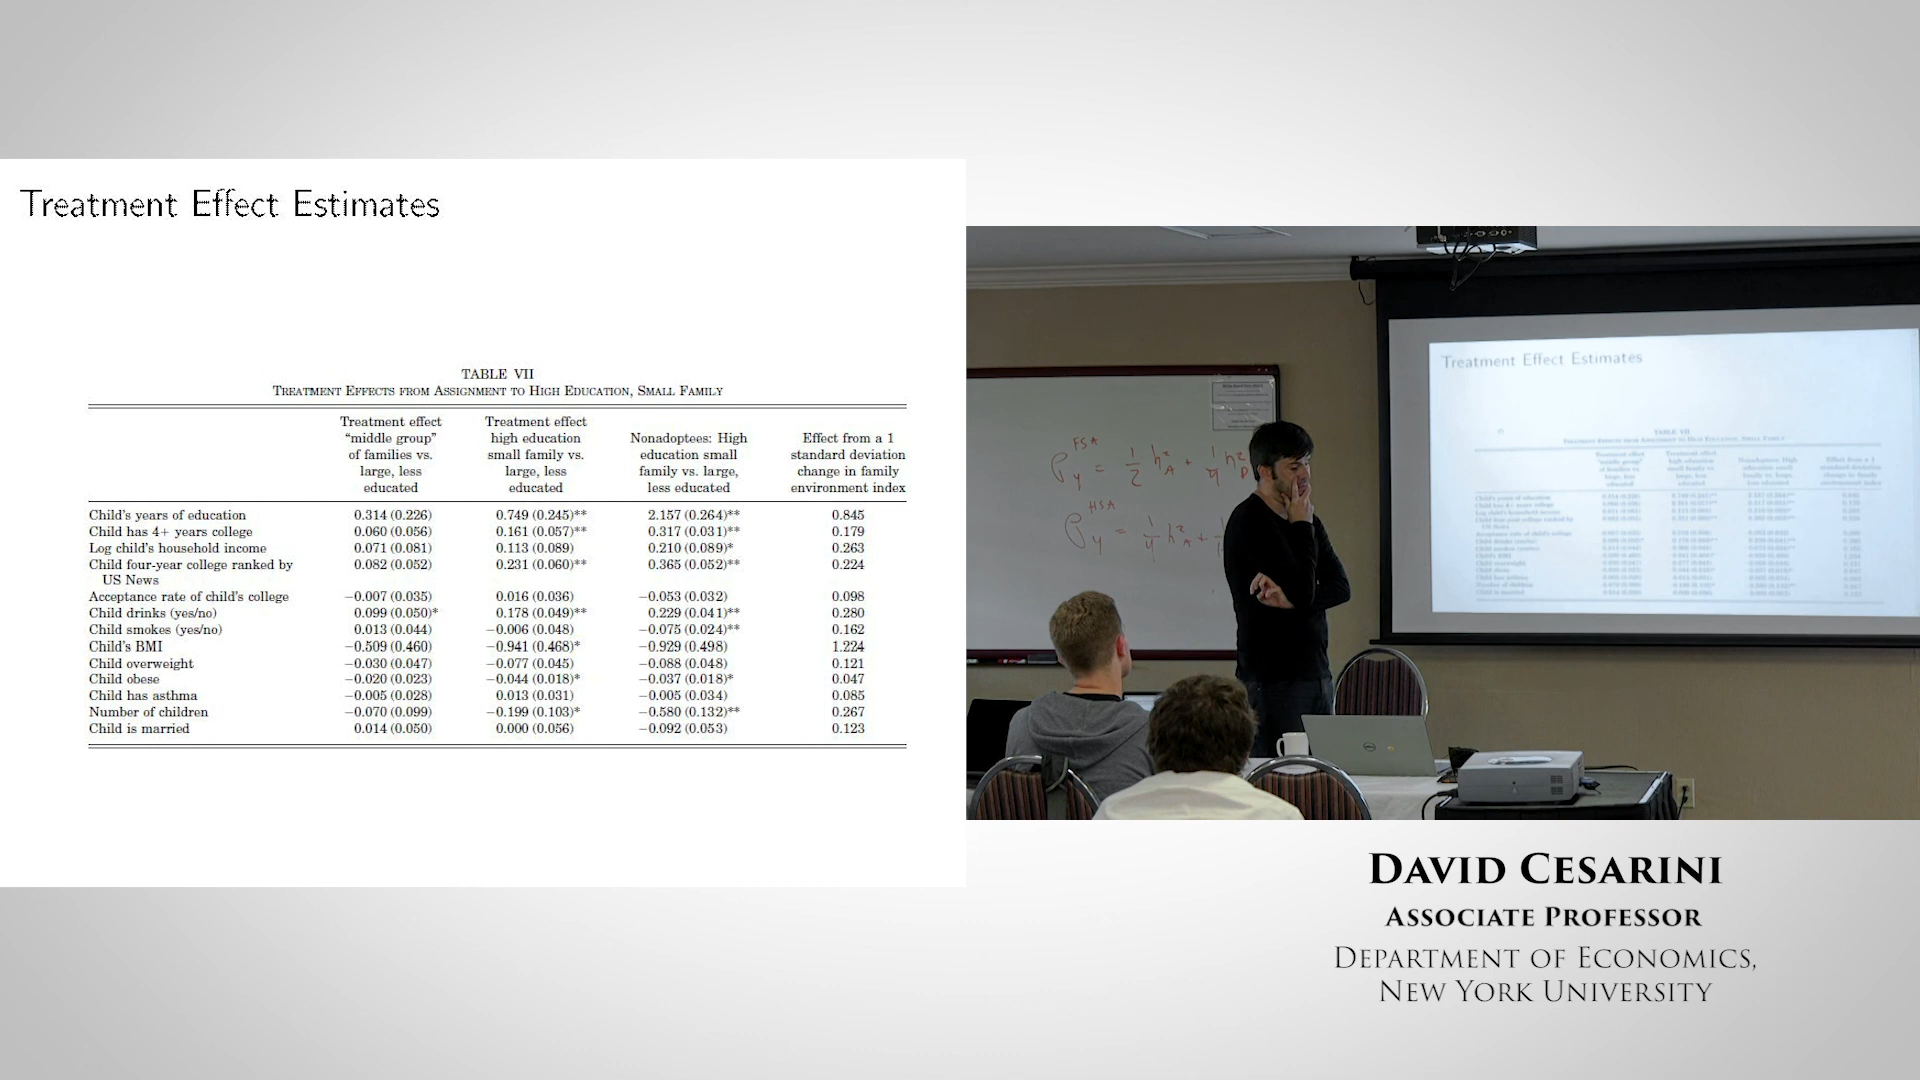 Treatment Effect Estimates
TABLE VII
TREATMENT EFFECTS FROM ASSIGNMENT TO HIGH EDUCATION, SMALL FAMILY
Treatment effect "middle group" of families vs. large, less educated
Treatment effect high education small family vs. large, less educated
Nonadoptees: High education small family vs. large, less educated
Effect from a 1 standard deviation change in family environment index
Child's years of education 0.314 (0.226) 0.749 (0.245)** 2.157 (0.264)** 0.845
Child has 4+ years college 0.060 (0.056) 0.161 (0.057)** 0.317 (0.031)** 0.179
Log child's household income 0.071 (0.081) 0.113 (0.089) 0.210 (0.089)* 0.263
Child four-year college ranked by US News 0.082 (0.052) 0.231 (0.060)** 0.365 (0.052)** 0.224
Acceptance rate of child's college −0.007 (0.035) 0.016 (0.036) −0.053 (0.032) 0.098
Child drinks (yes/no) 0.099 (0.050)* 0.178 (0.049)** 0.229 (0.041)** 0.280
Child smokes (yes/no) 0.013 (0.044) −0.006 (0.048) −0.075 (0.024)** 0.162
Child's BMI −0.509 (0.460) −0.941 (0.468)* −0.929 (0.498) 1.224
Child overweight −0.030 (0.047) −0.077 (0.045) −0.088 (0.048) 0.121
Child obese −0.020 (0.023) −0.044 (0.018)* −0.037 (0.018)* 0.047
Child has asthma −0.005 (0.028) 0.013 (0.031) −0.005 (0.034) 0.085
Number of children −0.070 (0.099) −0.199 (0.103)* −0.580 (0.132)** 0.267
Child is married 0.014 (0.050) 0.000 (0.056) −0.092 (0.053) 0.123
FSA
HSA
Treatment Effect Estimates
TABLE VII
DAVID CESARINI
ASSOCIATE PROFESSOR
DEPARTMENT OF ECONOMICS,
NEW YORK UNIVERSITY